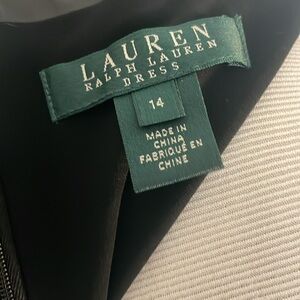 LAUREN
RALPH LAUREN
DRESS
14
MADE IN
CHINA
FABRIQUÉ EN
CHINE